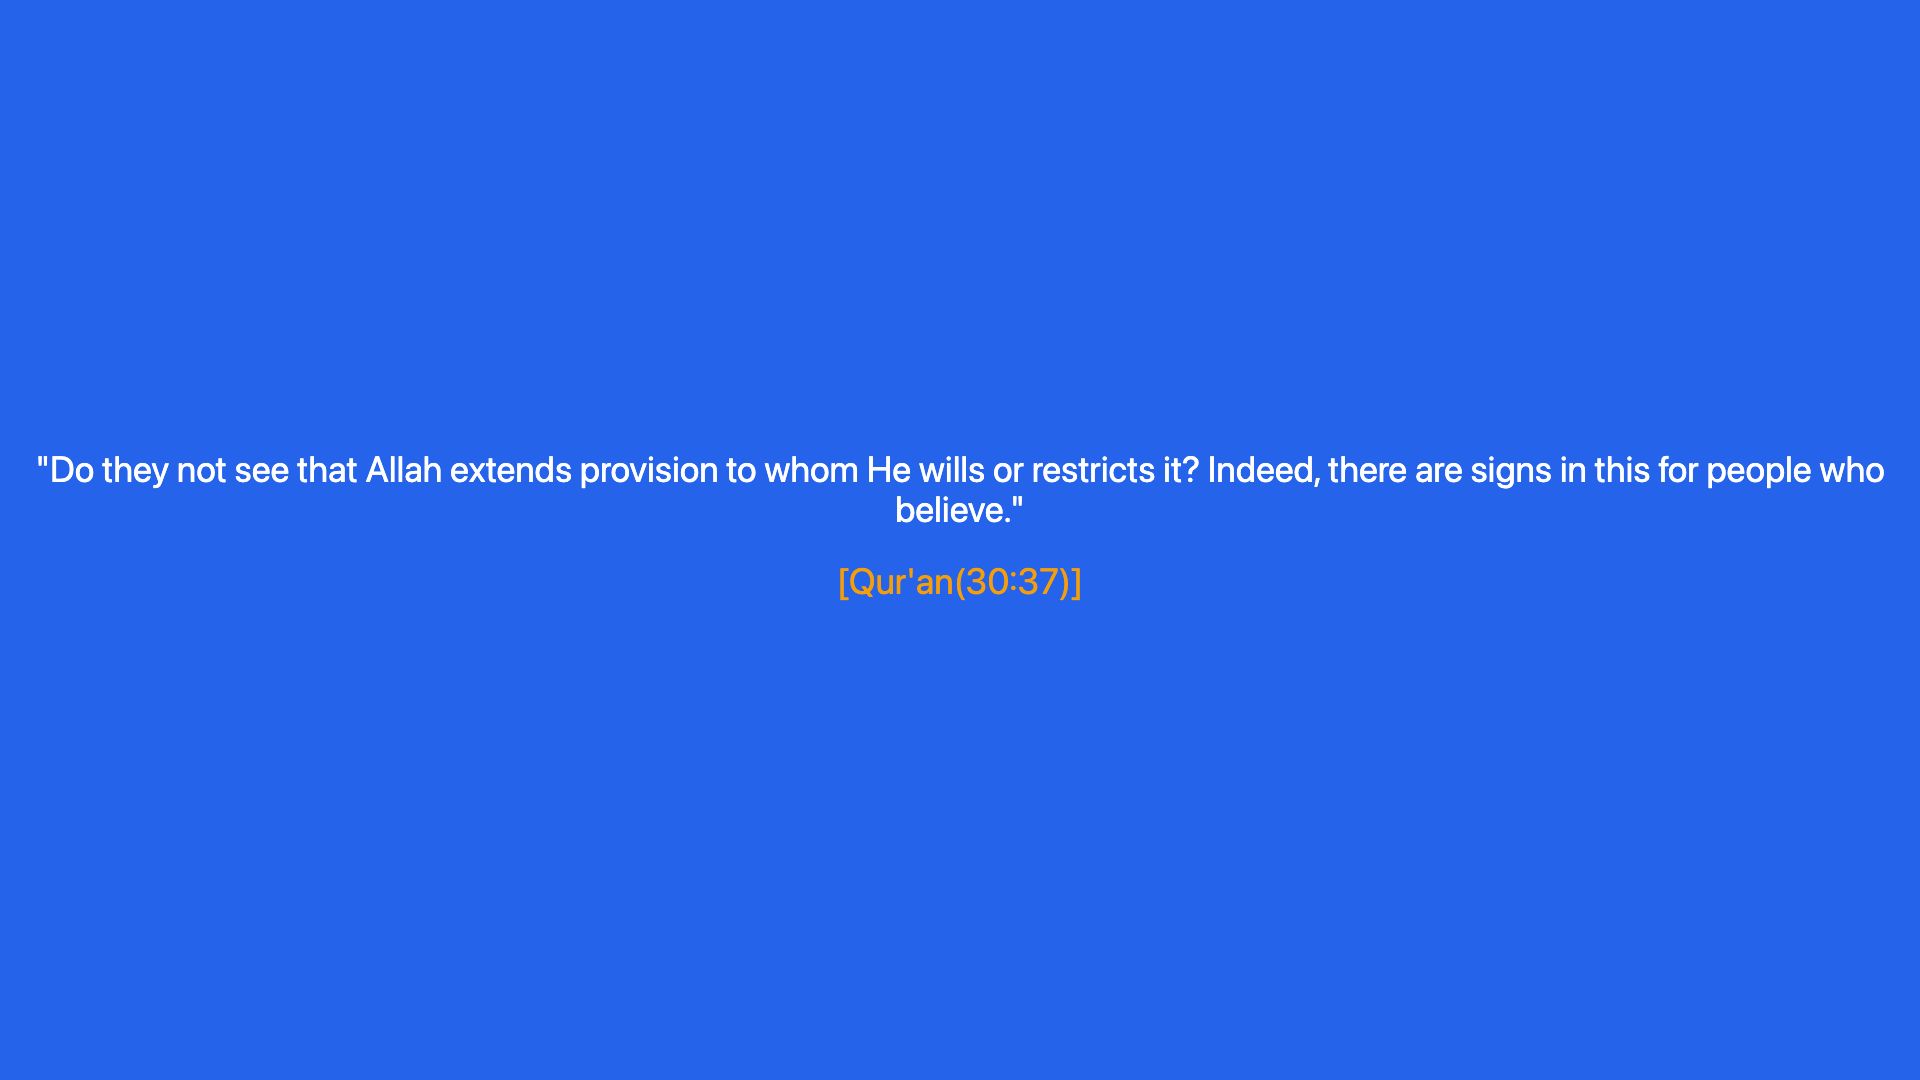 "Do they not see that Allah extends provision to whom He wills or restricts it? Indeed, there are signs in this for people who
believe."
[Qur'an(30:37)]